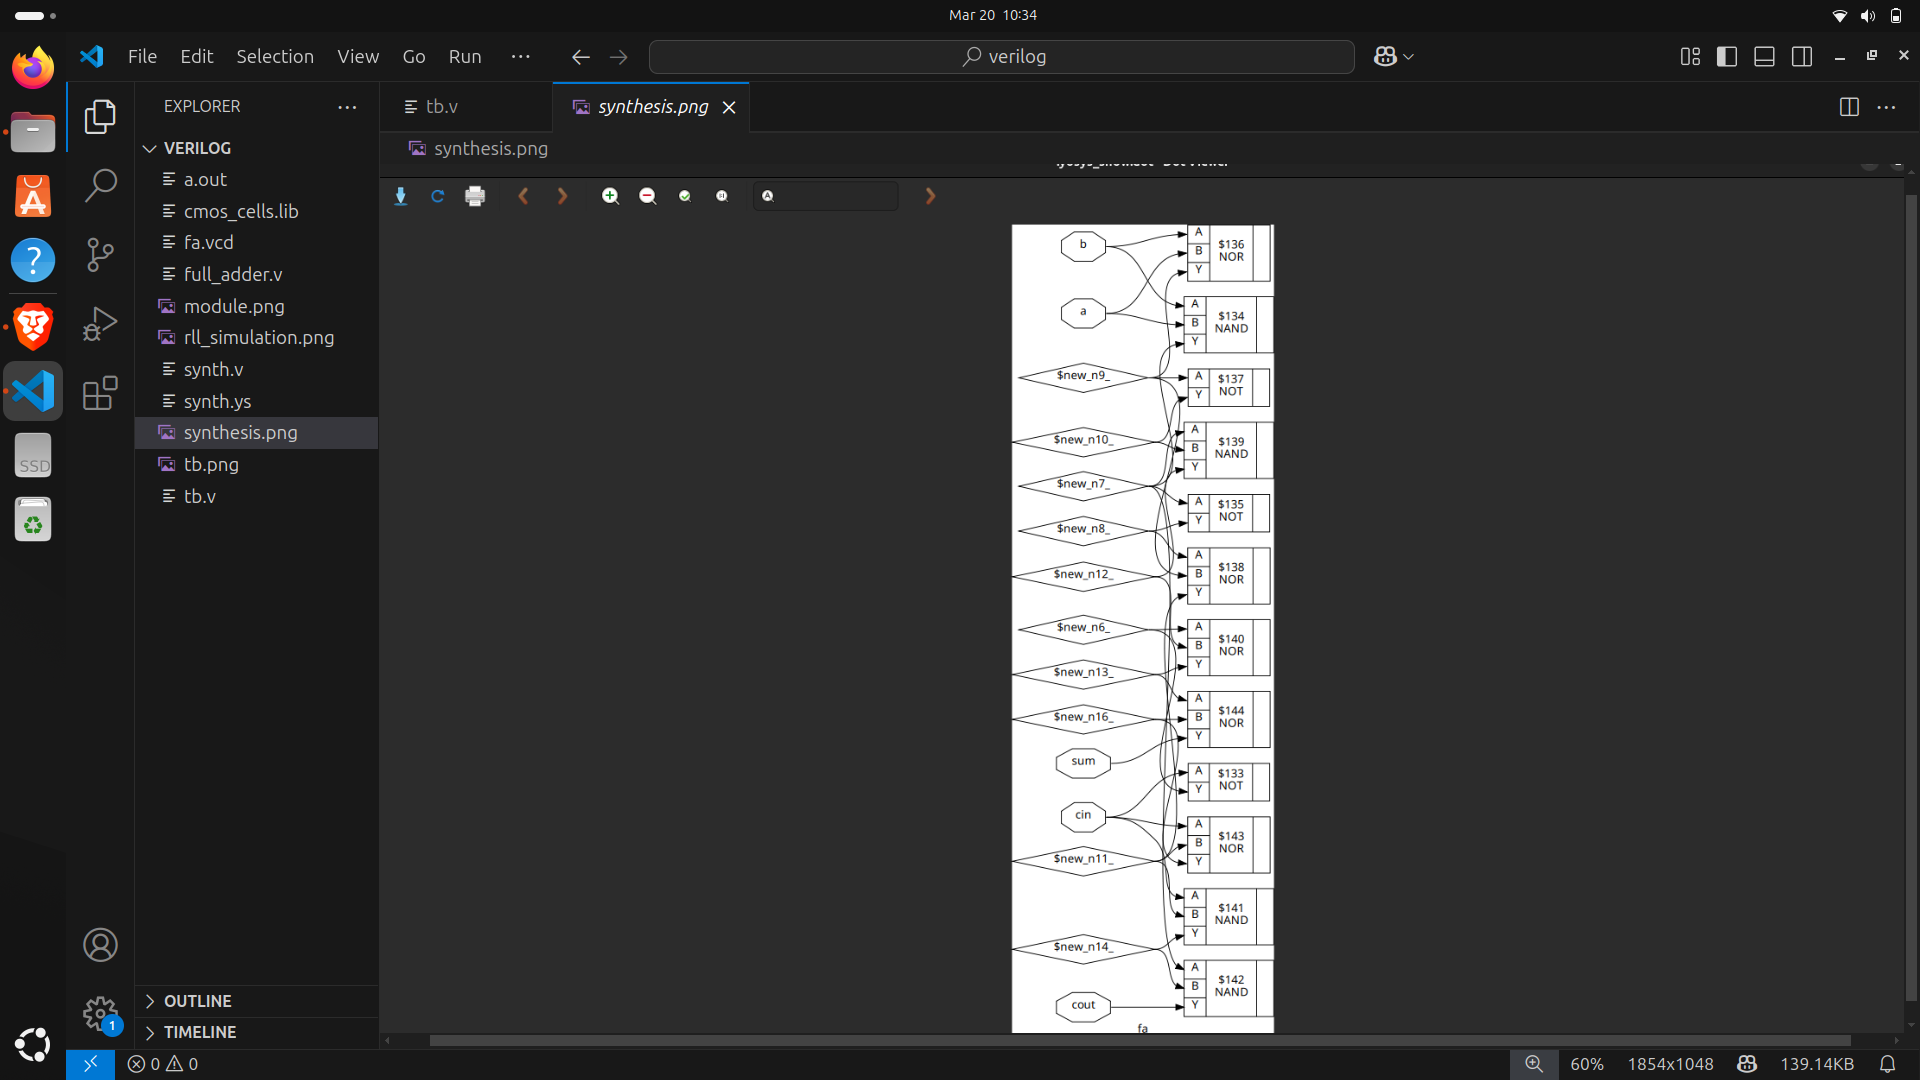 Mar 20 10:34
File Edit Selection View Go Run ··· verilog
EXPLORER ···
VERILOG
a.out
cmos_cells.lib
fa.vcd
full_adder.v
module.png
rll_simulation.png
synth.v
synth.ys
synthesis.png
tb.png
tb.v
OUTLINE
TIMELINE
SSD
1
tb.v synthesis.png
synthesis.png
b
a
$new_n9_
$new_n10_
$new_n7_
$new_n8_
$new_n12_
$new_n6_
$new_n13_
$new_n16_
sum
cin
$new_n11_
$new_n14_
cout
A B Y $136 NOR
A B Y $134 NAND
A Y $137 NOT
A B Y $139 NAND
A Y $135 NOT
A B Y $138 NOR
A B Y $140 NOR
A B Y $144 NOR
A Y $133 NOT
A B Y $143 NOR
A B Y $141 NAND
A B Y $142 NAND
fa
0 0
60% 1854x1048 139.14KB